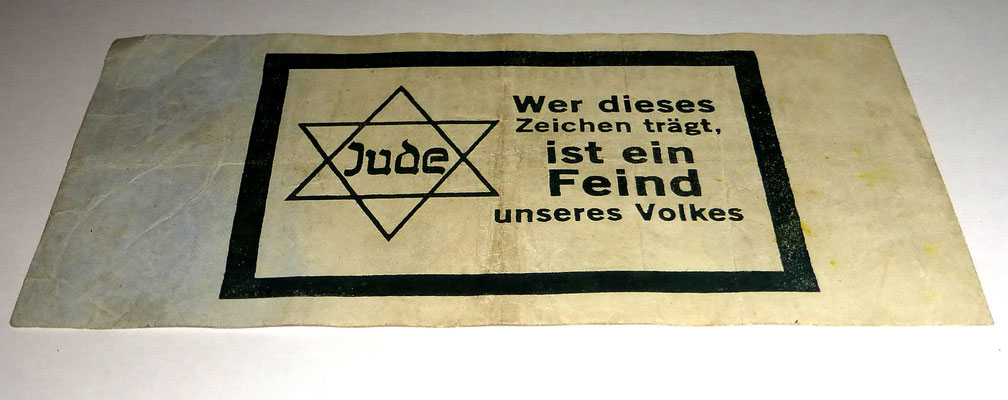 Jude
Wer dieses
Zeichen trägt,
ist ein
Feind
unseres Volkes